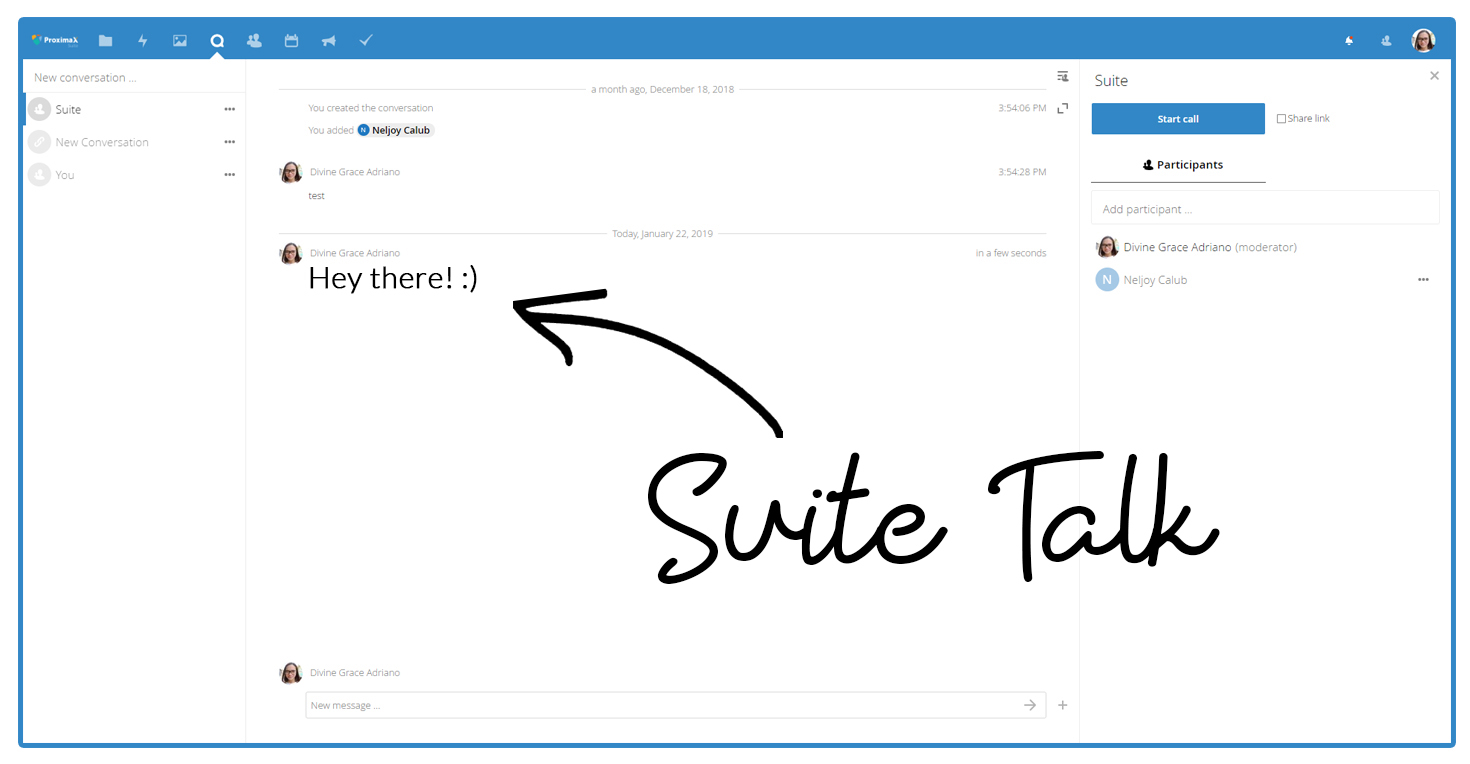 ProximaX
New conversation ...
Suite
New Conversation
You
a month ago, December 18, 2018
You created the conversation 3:54:06 PM
You added N Neljoy Calub
Divine Grace Adriano 3:54:28 PM
test
Today, January 22, 2019
Divine Grace Adriano in a few seconds
Hey there! :)
Suite Talk
Divine Grace Adriano
New message ...
Suite
Start call Share link
Participants
Add participant ...
Divine Grace Adriano (moderator)
N Neljoy Calub